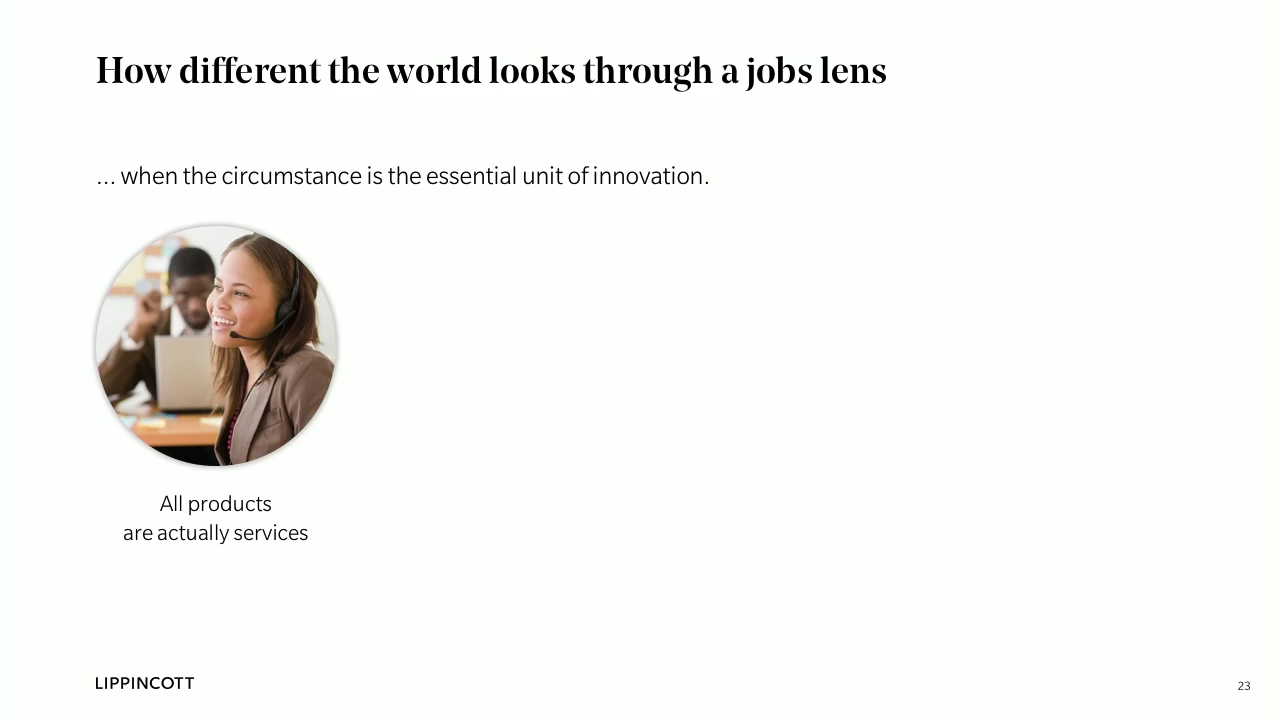 How different the world looks through a jobs lens
... when the circumstance is the essential unit of innovation.
All products
are actually services
LIPPINCOTT
23